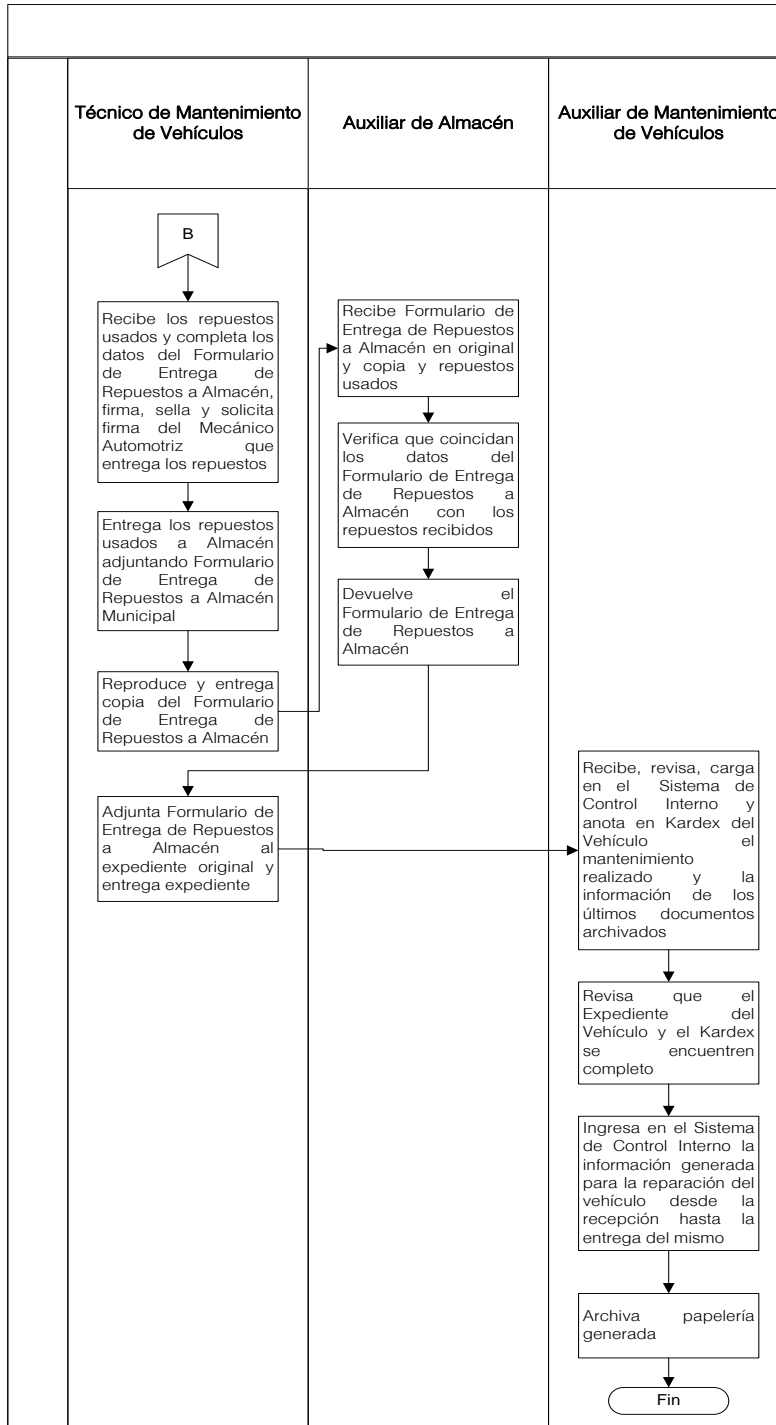 Técnico de Mantenimiento
de Vehículos
Auxiliar de Almacén
Auxiliar de Mantenimiento
de Vehículos
B
Recibe los repuestos
usados y completa los
datos del Formulario
de Entrega de
Repuestos a Almacén,
firma, sella y solicita
firma del Mecánico
Automotriz que
entrega los repuestos
Entrega los repuestos
usados a Almacén
adjuntando Formulario
de Entrega de
Repuestos a Almacén
Municipal
Reproduce y entrega
copia del Formulario
de Entrega de
Repuestos a Almacén
Recibe Formulario de
Entrega de Repuestos
a Almacén en original
y copia y repuestos
usados
Verifica que coincidan
los datos del
Formulario de Entrega
de Repuestos a
Almacén con los
repuestos recibidos
Devuelve el
Formulario de Entrega
de Repuestos a
Almacén
Adjunta Formulario de
Entrega de Repuestos
a Almacén al
expediente original y
entrega expediente
Recibe, revisa, carga
en el Sistema de
Control Interno y
anota en Kardex del
Vehículo el
mantenimiento
realizado y la
información de los
últimos documentos
archivados
Revisa que el
Expediente del
Vehículo y el Kardex
se encuentren
completo
Ingresa en el Sistema
de Control Interno la
información generada
para la reparación del
vehículo desde la
recepción hasta la
entrega del mismo
Archiva papelería
generada
Fin